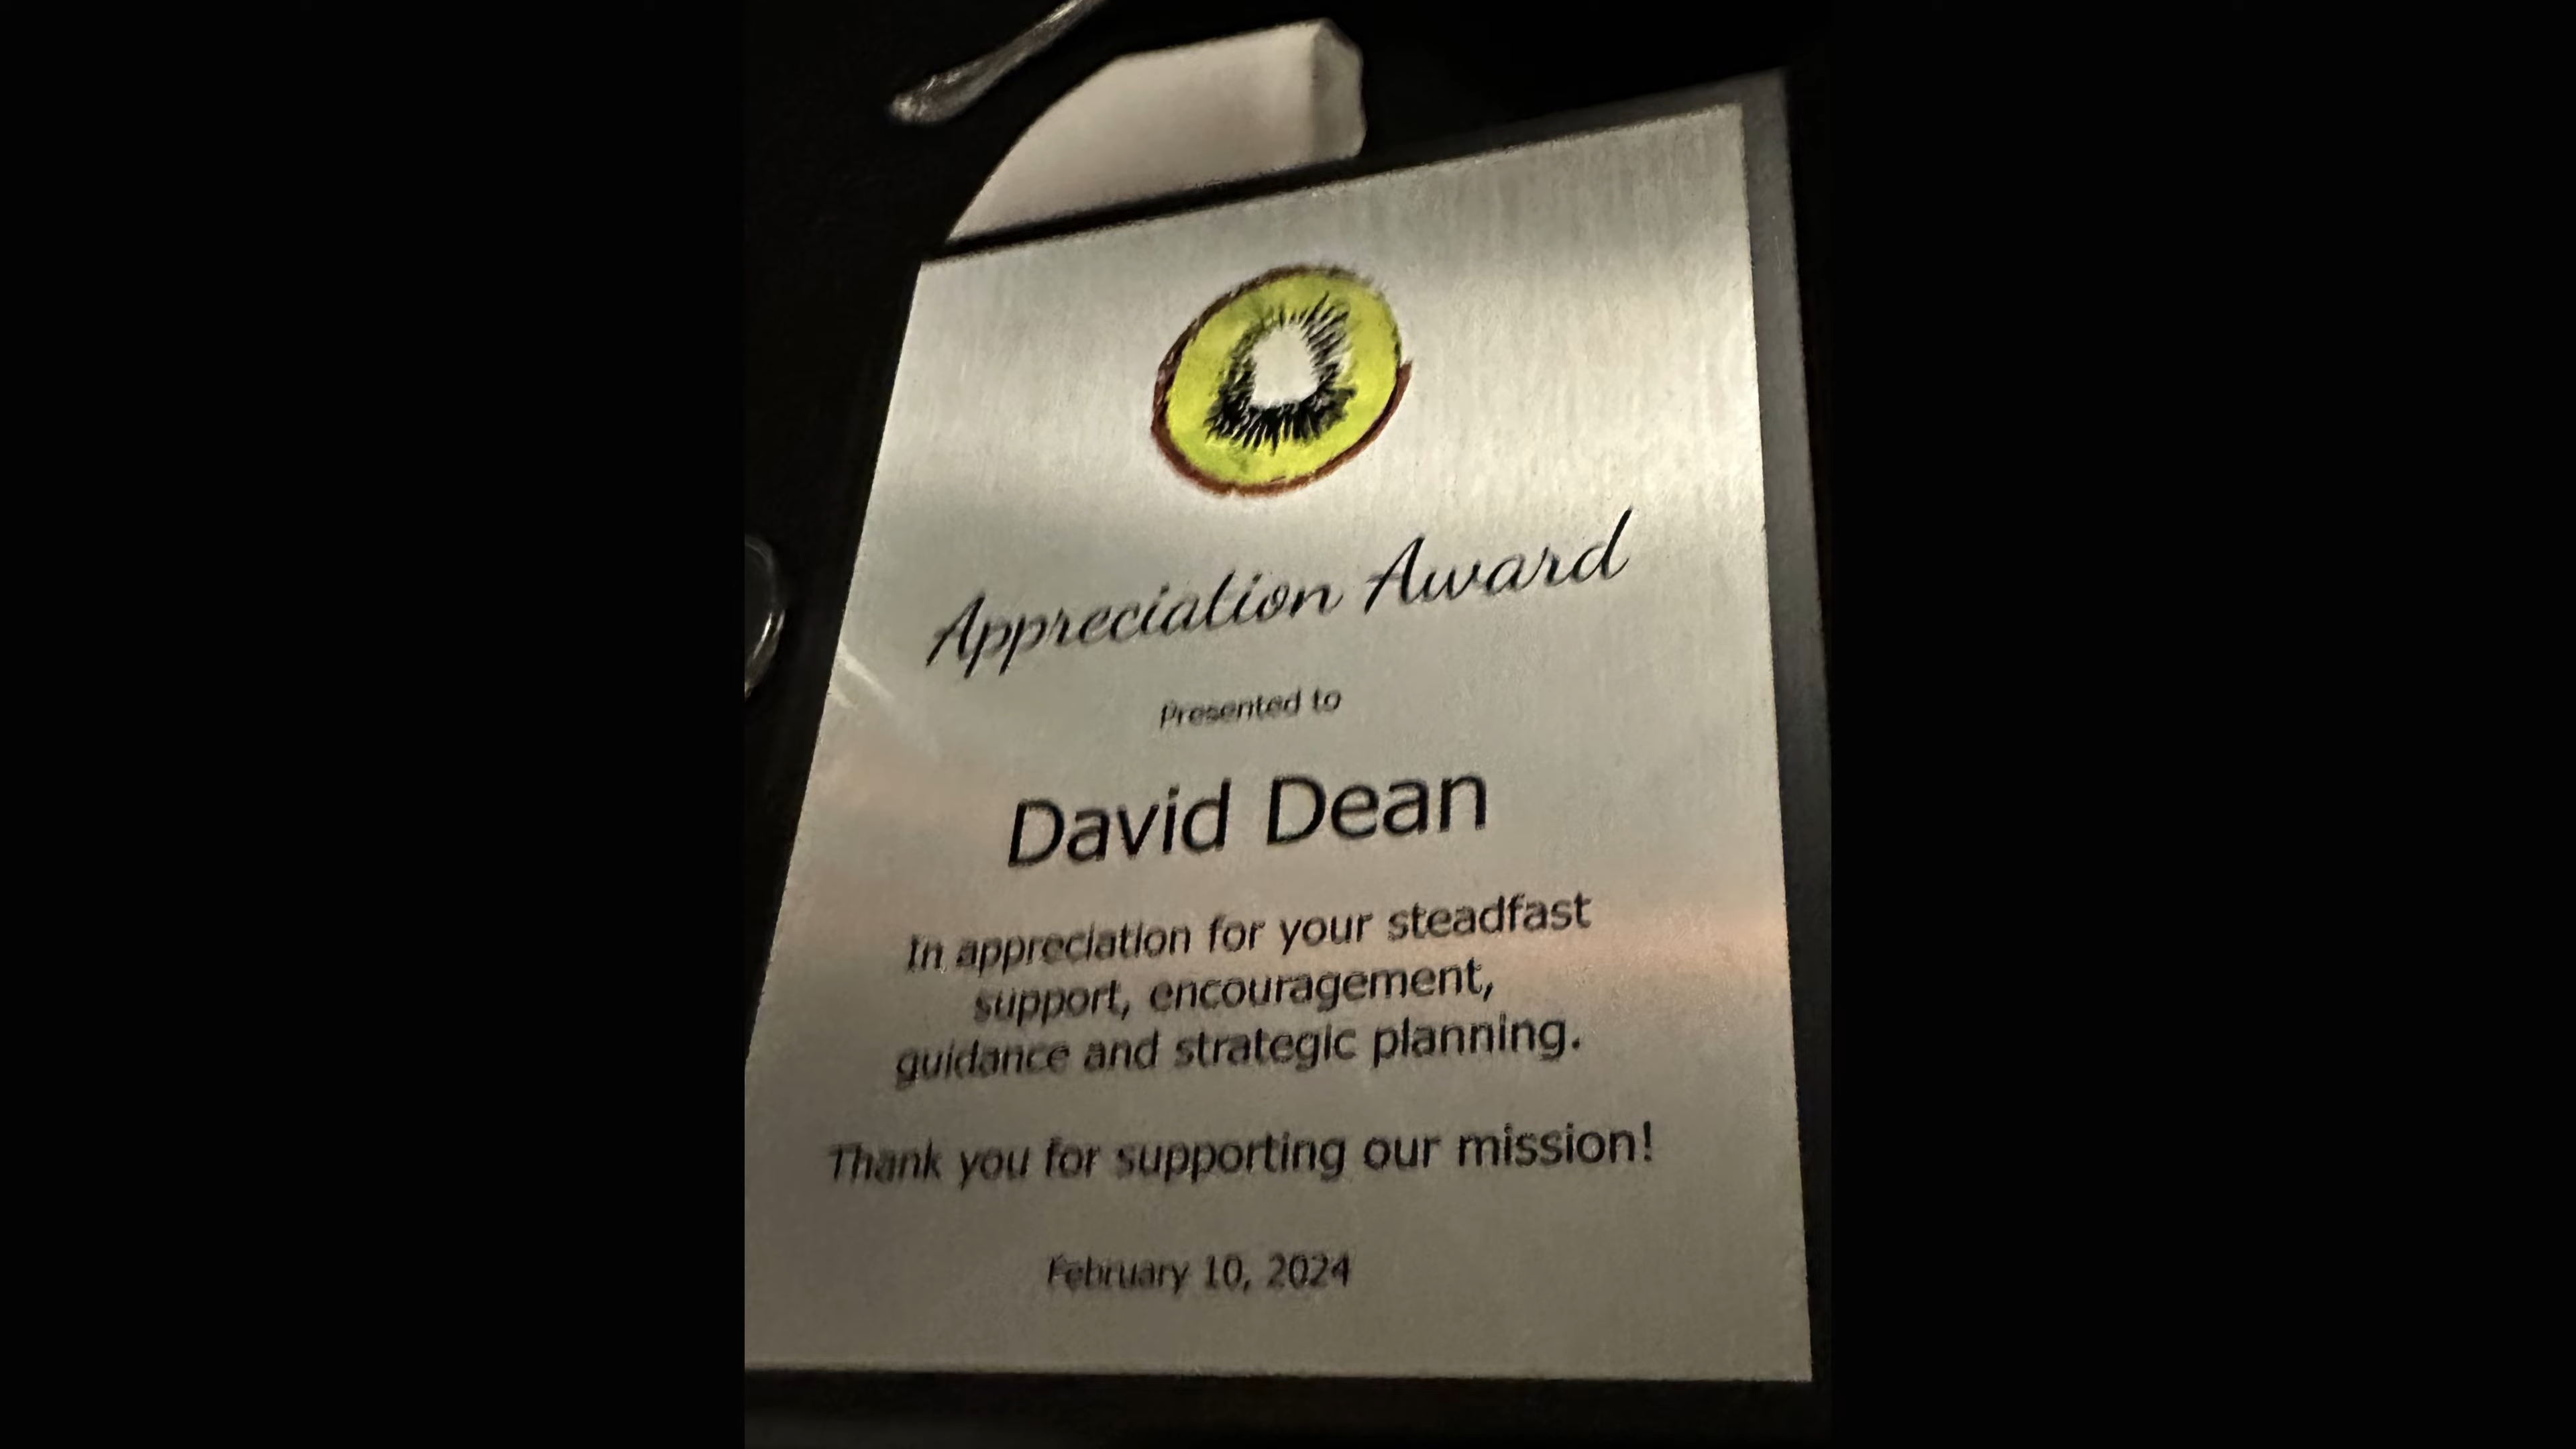 Appreciation Award
Presented to
David Dean
In appreciation for your steadfast
support, encouragement,
guidance and strategic planning.
Thank you for supporting our mission!
February 10, 2024